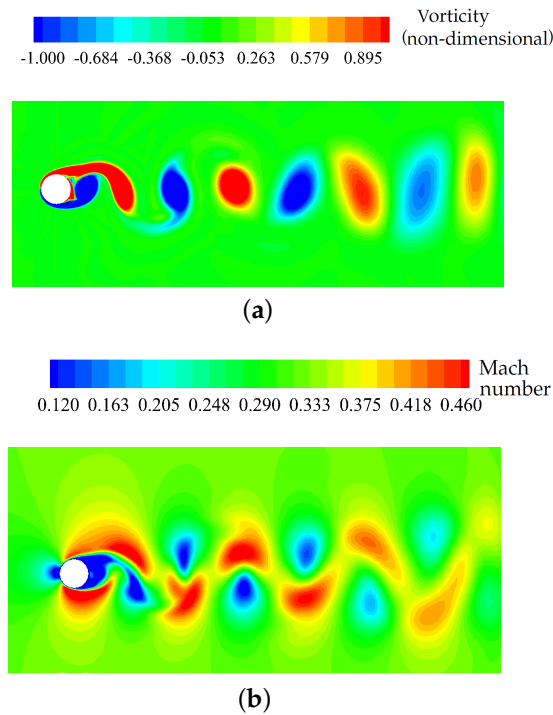 Vorticity
(non-dimensional)
-1.000 -0.684 -0.368 -0.053 0.263 0.579 0.895
(a)
Mach
number
0.120 0.163 0.205 0.248 0.290 0.333 0.375 0.418 0.460
(b)